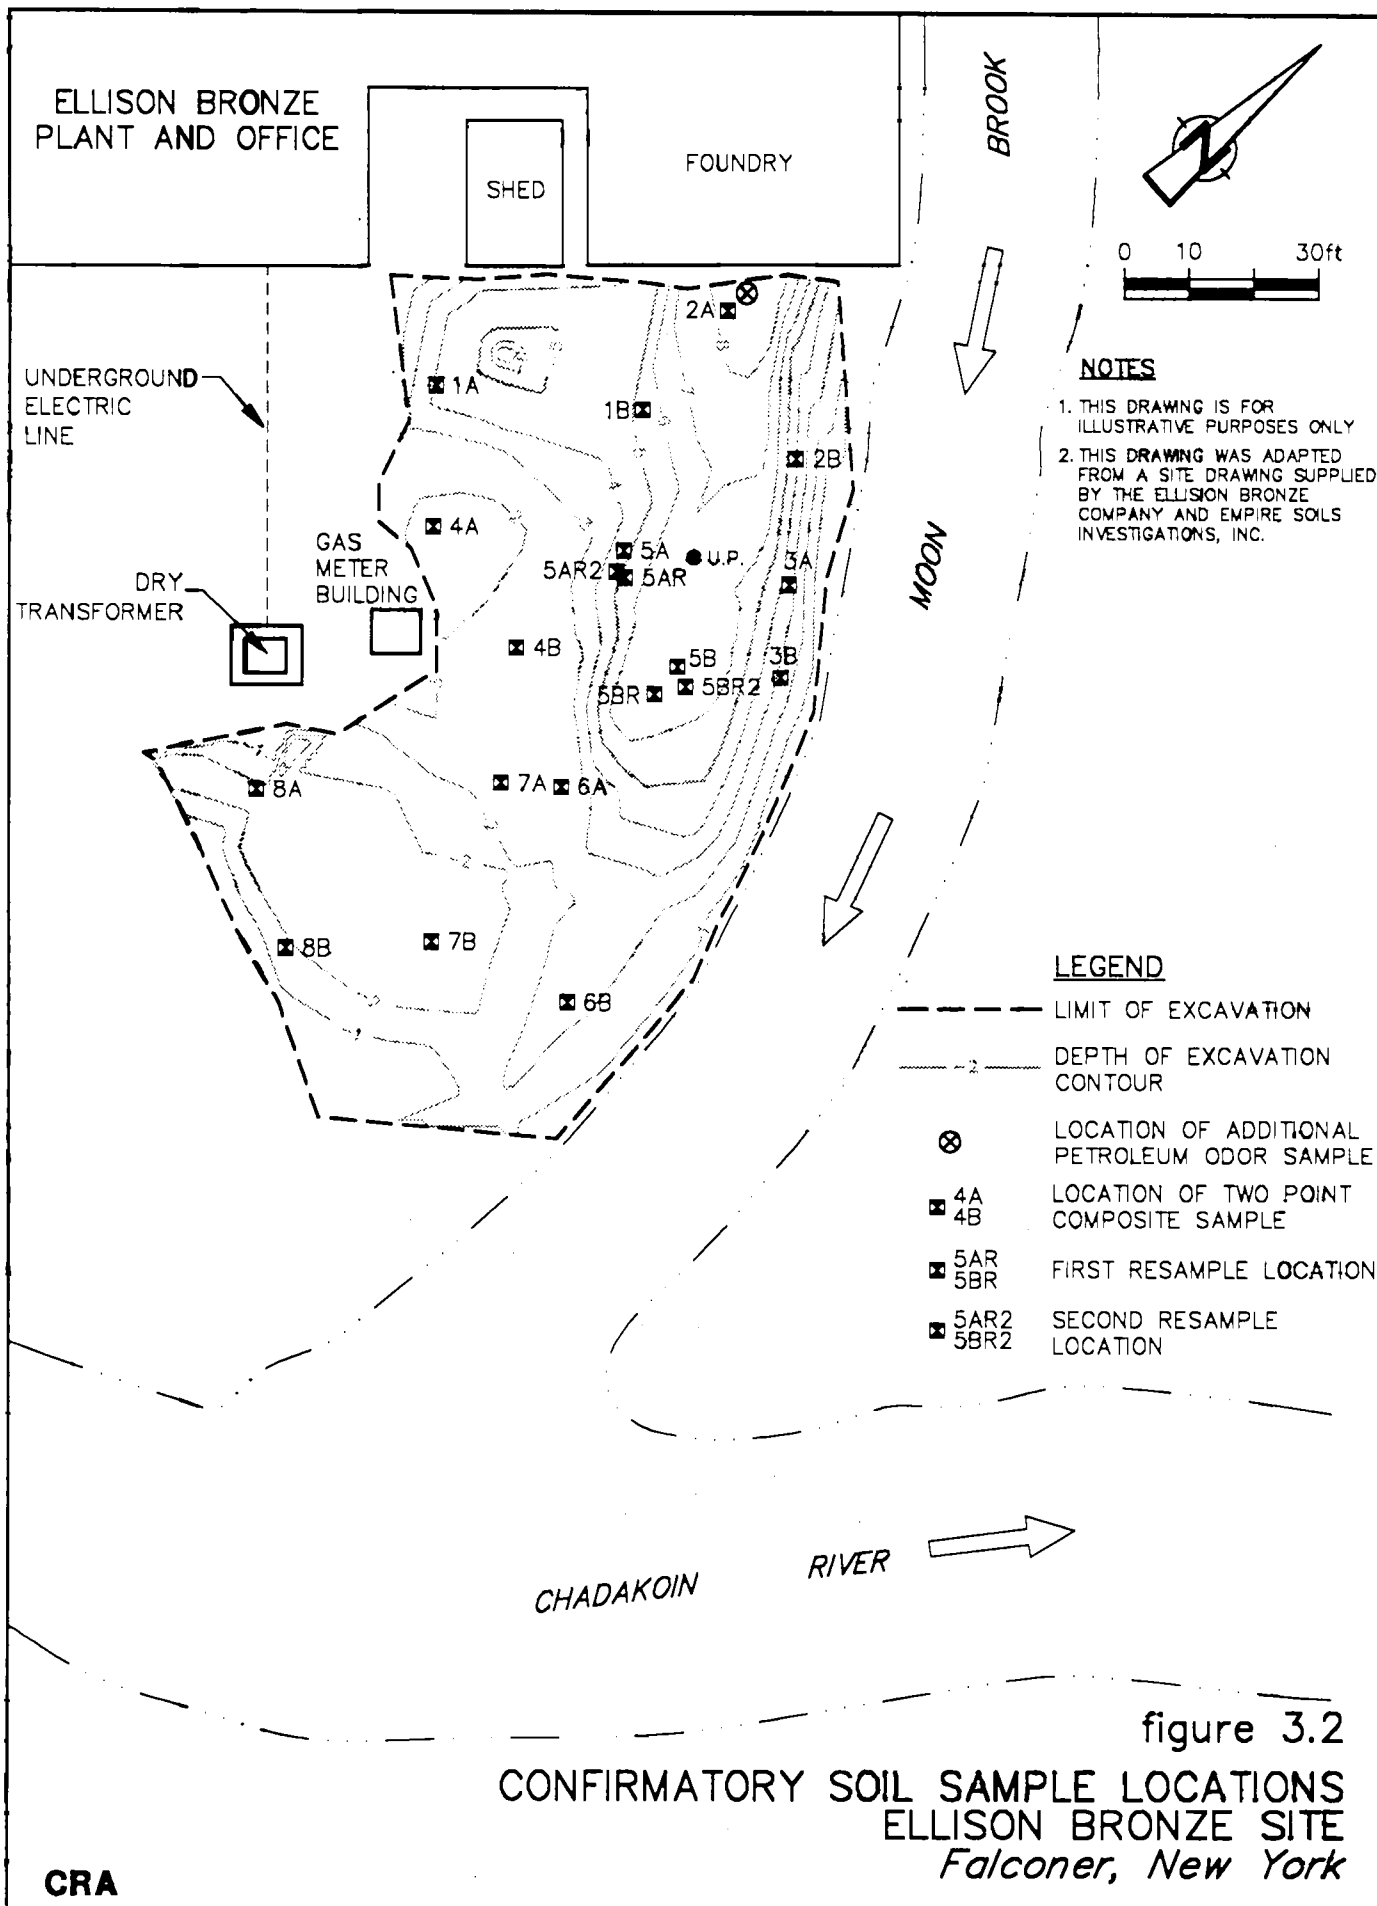 ELLISON BRONZE
PLANT AND OFFICE
SHED
FOUNDRY
BROOK
N
0 10 30ft
2A
UNDERGROUND
ELECTRIC
LINE
1A
1B
NOTES
1. THIS DRAWING IS FOR
ILLUSTRATIVE PURPOSES ONLY
2. THIS DRAWING WAS ADAPTED
FROM A SITE DRAWING SUPPLIED
BY THE ELLISION BRONZE
COMPANY AND EMPIRE SOILS
INVESTIGATIONS, INC.
2B
4A
GAS
METER
BUILDING
5A
U.P.
5AR2
5AR
3A
MOON
DRY
TRANSFORMER
4B
5B
3B
5BR
5BR2
8A
7A
6A
2
8B
7B
6B
LEGEND
LIMIT OF EXCAVATION
-2
DEPTH OF EXCAVATION
CONTOUR
LOCATION OF ADDITIONAL
PETROLEUM ODOR SAMPLE
4A
4B
LOCATION OF TWO POINT
COMPOSITE SAMPLE
5AR
5BR
FIRST RESAMPLE LOCATION
5AR2
5BR2
SECOND RESAMPLE
LOCATION
CHADAKOIN RIVER
figure 3.2
CONFIRMATORY SOIL SAMPLE LOCATIONS
ELLISON BRONZE SITE
Falconer, New York
CRA